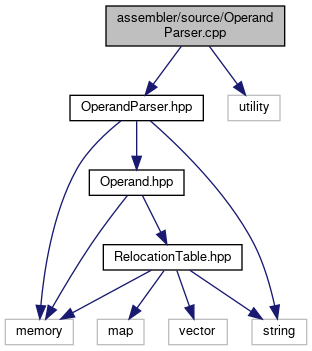 assembler/source/Operand
Parser.cpp
OperandParser.hpp
utility
Operand.hpp
RelocationTable.hpp
memory
map
vector
string